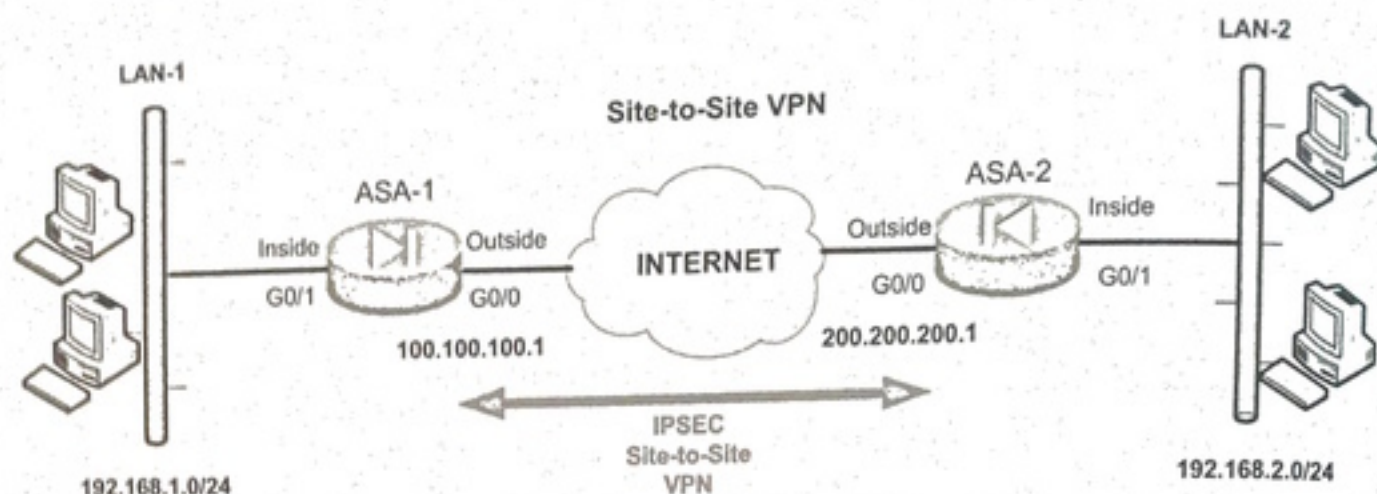 LAN-2
LAN-1
Site-to-Site VPN
ASA-1
ASA-2
Inside
Outside
INTERNET
Outside
Inside
G0/1
G0/0
G0/0
G0/1
100.100.100.1
200.200.200.1
IPSEC
Site-to-Site
VPN
192.168.1.0/24
192.168.2.0/24